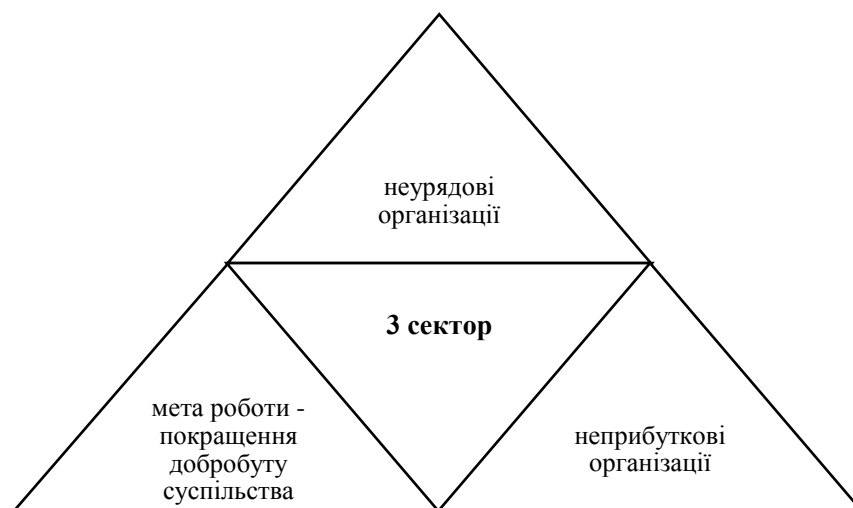 неурядові
організації
3 сектор
мета роботи -
покращення
добробуту
суспільства
неприбуткові
організації